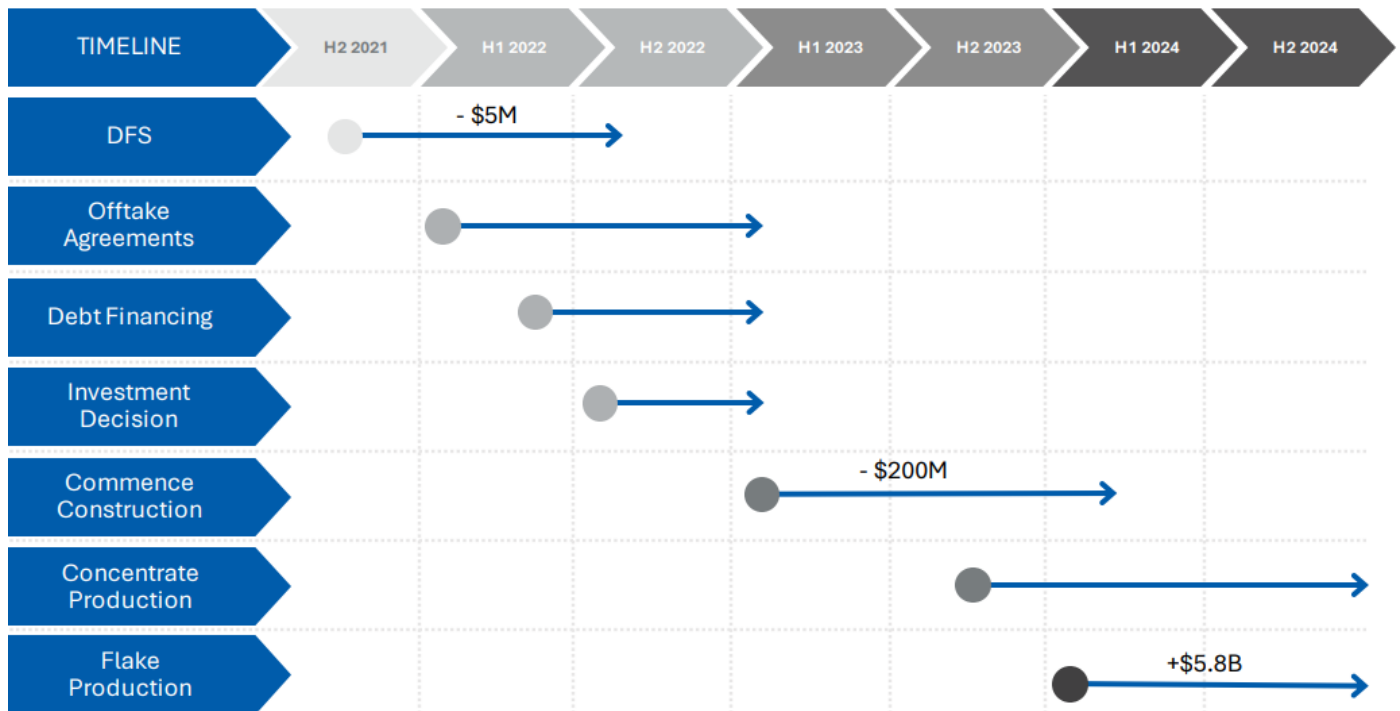 TIMELINE
H2 2021
H1 2022
H2 2022
H1 2023
H2 2023
H1 2024
H2 2024
DFS
- $5M
Offtake
Agreements
Debt Financing
Investment
Decision
Commence
Construction
- $200M
Concentrate
Production
Flake
Production
+$5.8B